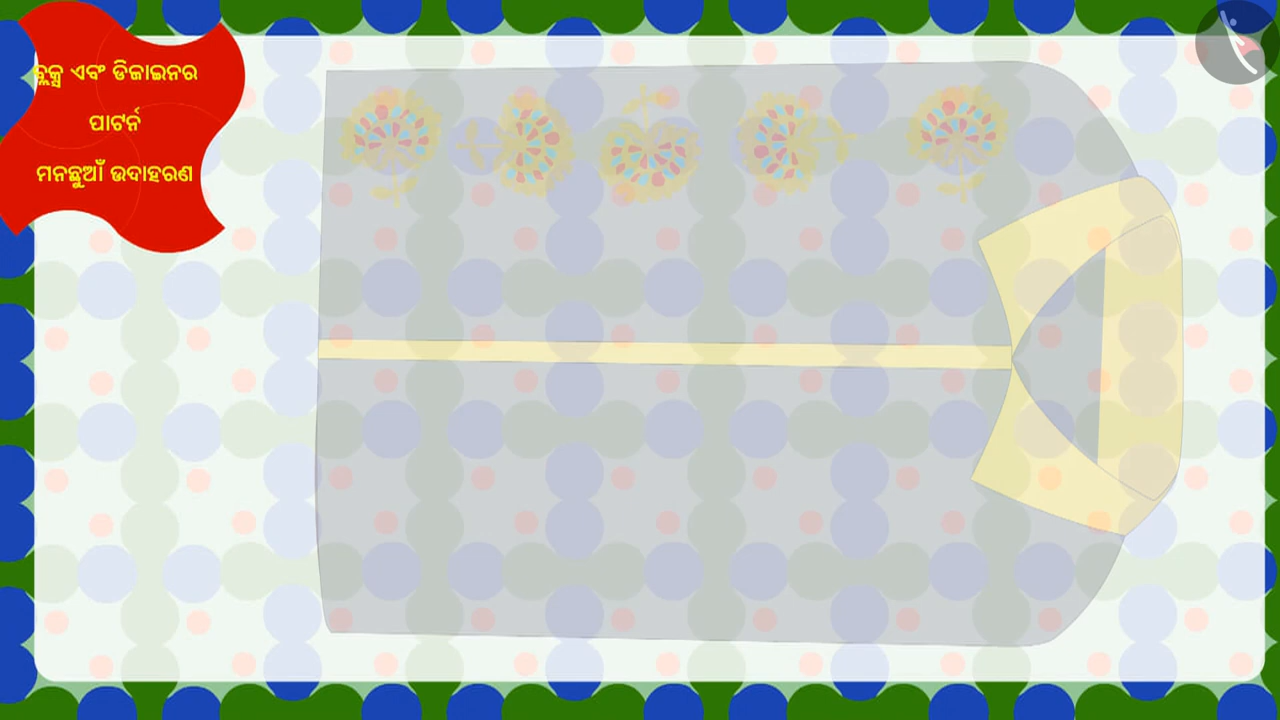 ବ୍ଲକ୍ସ ଏବଂ ଡିଜାଇନର
ପାଟର୍ନ
ମନଛୁଆଁ ଉଦାହରଣ